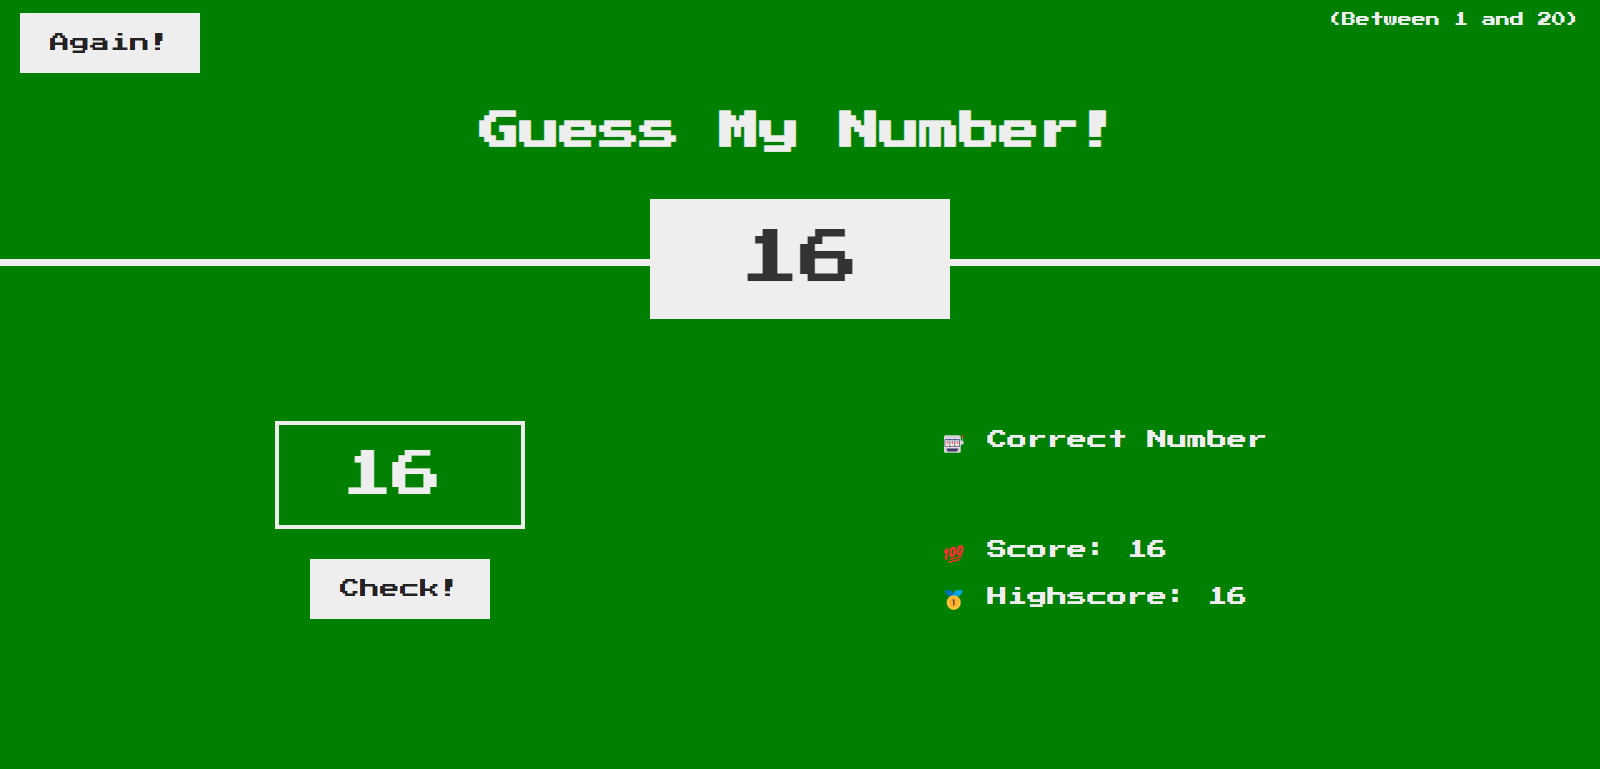 Again!
(Between 1 and 20)
Guess My Number!
16
16
Check!
Correct Number
💯 Score: 16
🥇 Highscore: 16